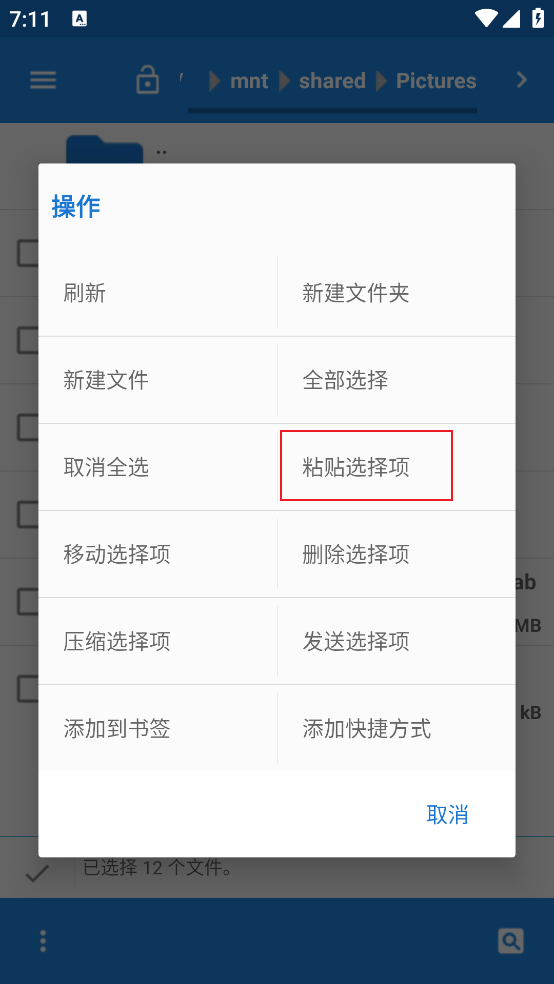 7:11 A
/ mnt shared Pictures
..
操作
刷新 新建文件夹
新建文件 全部选择
取消全选 粘贴选择项
移动选择项 删除选择项
ab
MB
压缩选择项 发送选择项
kB
添加到书签 添加快捷方式
取消
已选择 12 个文件。